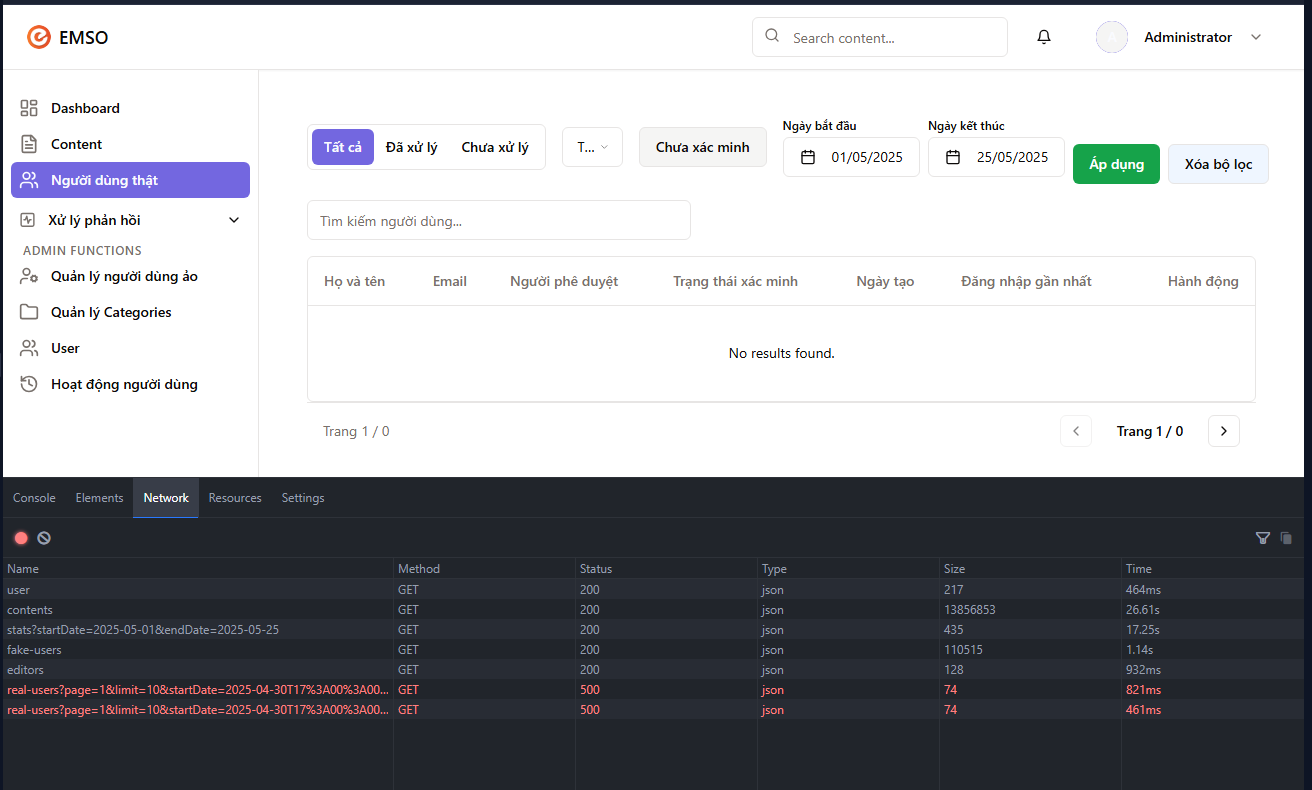 EMSO
Search content...
Administrator
Dashboard
Content
Người dùng thật
Xử lý phản hồi
ADMIN FUNCTIONS
Quản lý người dùng ảo
Quản lý Categories
User
Hoạt động người dùng
Tất cả Đã xử lý Chưa xử lý T... Chưa xác minh
Ngày bắt đầu Ngày kết thúc
01/05/2025 25/05/2025 Áp dụng Xóa bộ lọc
Tìm kiếm người dùng...
Họ và tên Email Người phê duyệt Trạng thái xác minh Ngày tạo Đăng nhập gần nhất Hành động
No results found.
Trang 1 / 0 Trang 1 / 0
Console Elements Network Resources Settings
Name Method Status Type Size Time
user GET 200 json 217 464ms
contents GET 200 json 13856853 26.61s
stats?startDate=2025-05-01&endDate=2025-05-25 GET 200 json 435 17.25s
fake-users GET 200 json 110515 1.14s
editors GET 200 json 128 932ms
real-users?page=1&limit=10&startDate=2025-04-30T17%3A00%3A00... GET 500 json 74 821ms
real-users?page=1&limit=10&startDate=2025-04-30T17%3A00%3A00... GET 500 json 74 461ms